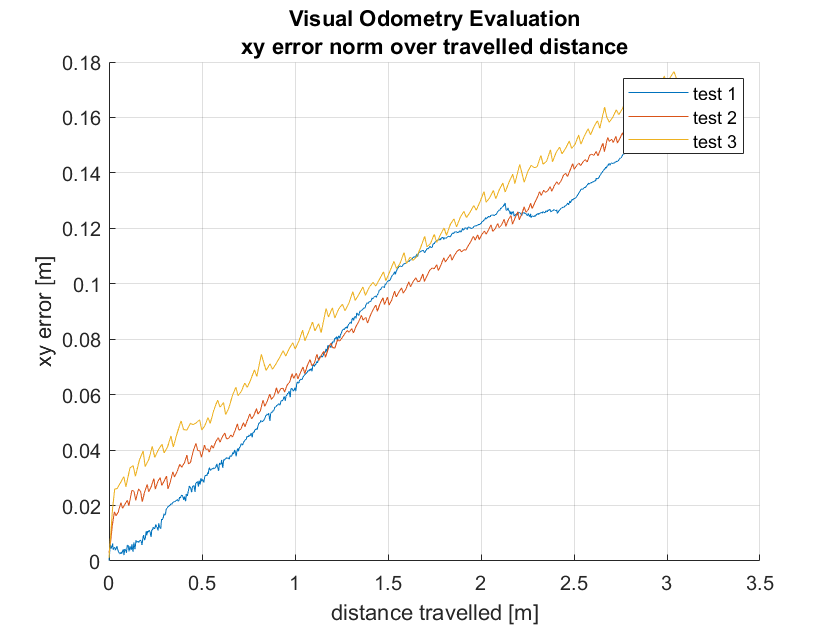 Visual Odometry Evaluation
xy error norm over travelled distance
0.18
0.16
0.14
0.12
0.1
0.08
0.06
0.04
0.02
0
xy error [m]
test 1
test 2
test 3
0 0.5 1 1.5 2 2.5 3 3.5
distance travelled [m]